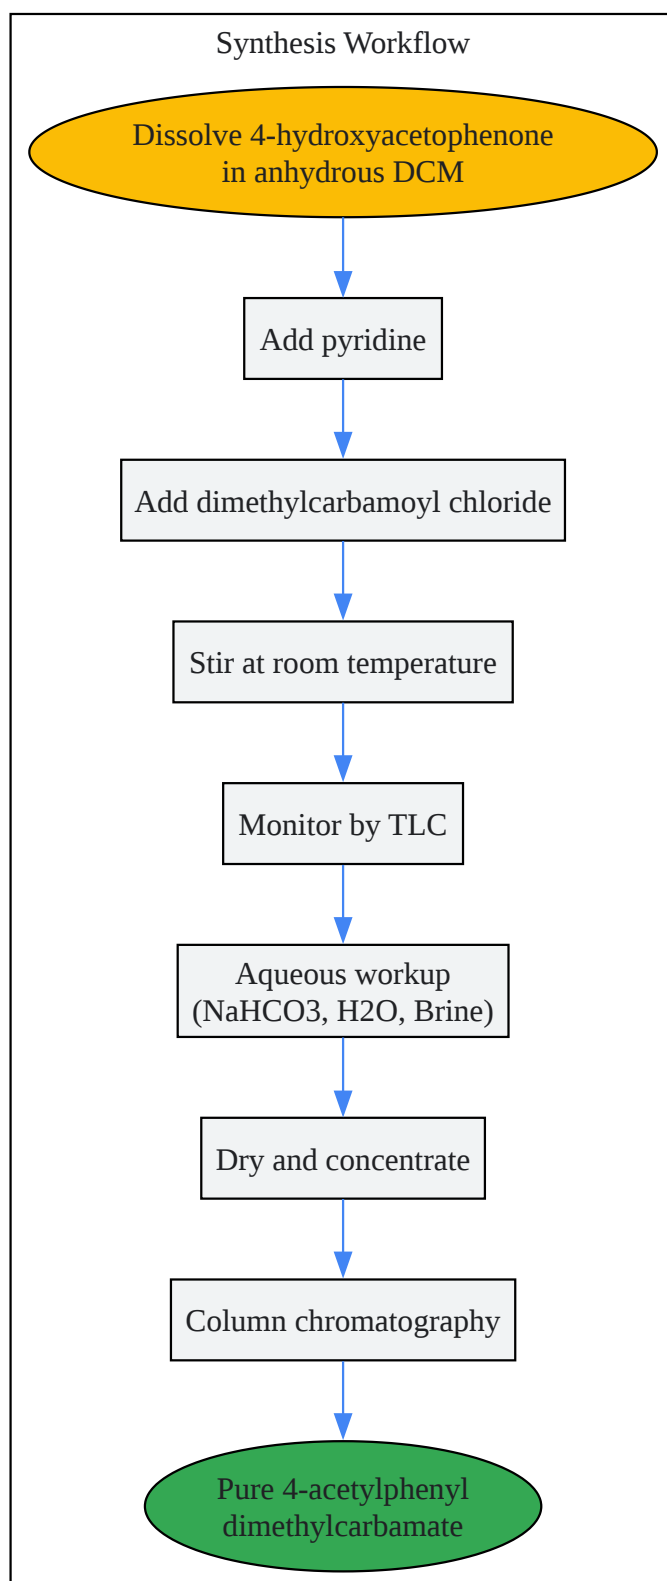 Synthesis Workflow
Dissolve 4-hydroxyacetophenone
in anhydrous DCM
Add pyridine
Add dimethylcarbamoyl chloride
Stir at room temperature
Monitor by TLC
Aqueous workup
(NaHCO3, H2O, Brine)
Dry and concentrate
Column chromatography
Pure 4-acetylphenyl
dimethylcarbamate